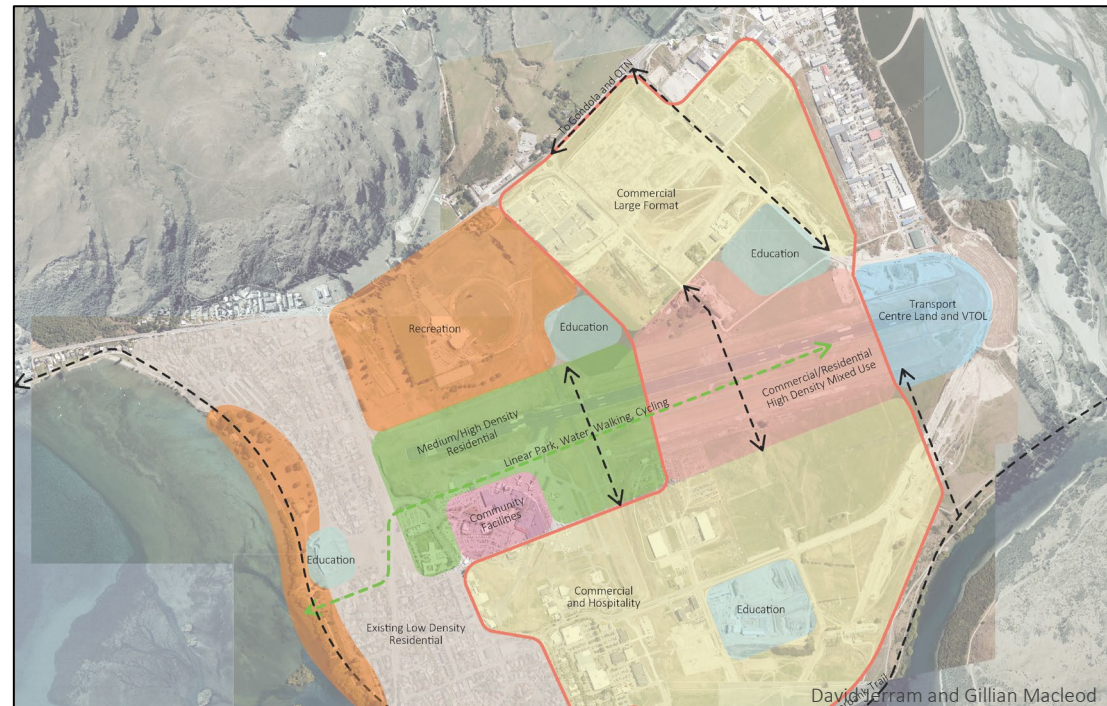 To Gondola and QTN
Commercial
Large Format
Education
Transport
Centre Land and VTOL
Recreation
Education
Commercial/Residential
High Density Mixed Use
Medium/High Density
Residential
Linear Park, Water, Walking, Cycling
Community
Facilities
Education
Commercial
and Hospitality
Education
Existing Low Density
Residential
Trail
David Jerram and Gillian Macleod